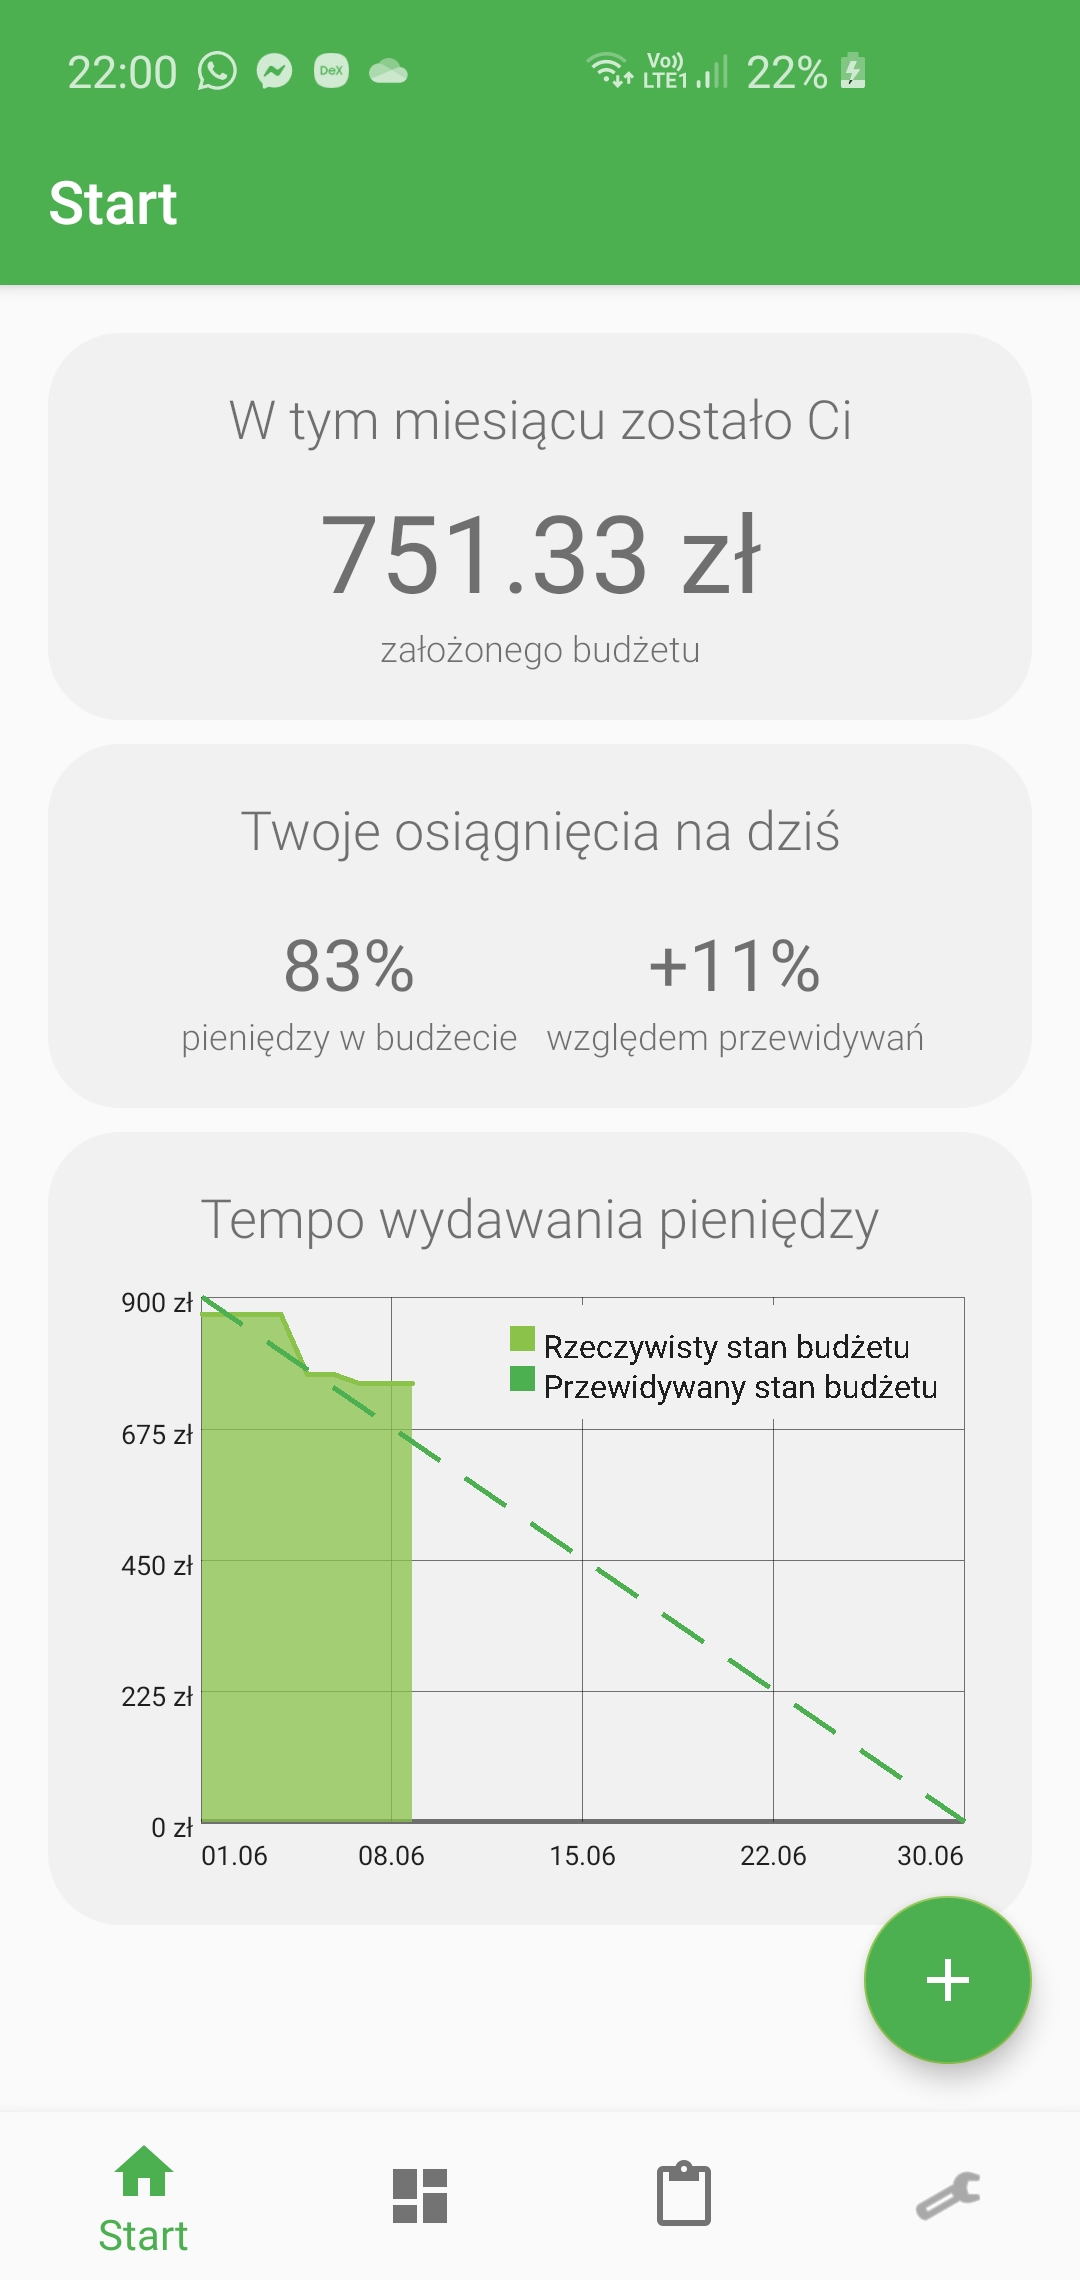 22:00 DeX Vo)) LTE1 22%
Start
W tym miesiącu zostało Ci
751.33 zł
założonego budżetu
Twoje osiągnięcia na dziś
83% +11%
pieniędzy w budżecie względem przewidywań
Tempo wydawania pieniędzy
900 zł
Rzeczywisty stan budżetu
Przewidywany stan budżetu
675 zł
450 zł
225 zł
0 zł
01.06 08.06 15.06 22.06 30.06
Start